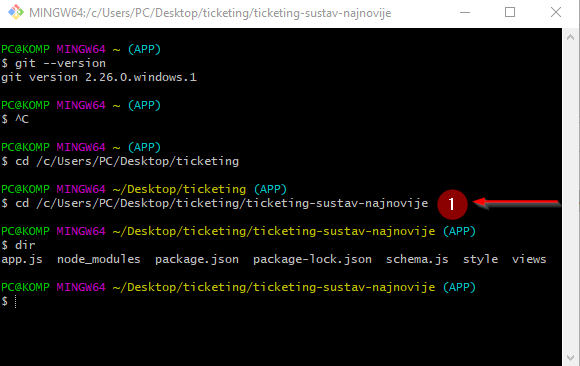 MINGW64:/c/Users/PC/Desktop/ticketing/ticketing-sustav-najnovije
PC@KOMP MINGW64 ~ (APP)
$ git --version
git version 2.26.0.windows.1
PC@KOMP MINGW64 ~ (APP)
$ ^C
PC@KOMP MINGW64 ~ (APP)
$ cd /c/Users/PC/Desktop/ticketing
PC@KOMP MINGW64 ~/Desktop/ticketing (APP)
$ cd /c/Users/PC/Desktop/ticketing/ticketing-sustav-najnovije 1
PC@KOMP MINGW64 ~/Desktop/ticketing/ticketing-sustav-najnovije (APP)
$ dir
app.js  node_modules  package.json  package-lock.json  schema.js  style  views
PC@KOMP MINGW64 ~/Desktop/ticketing/ticketing-sustav-najnovije (APP)
$